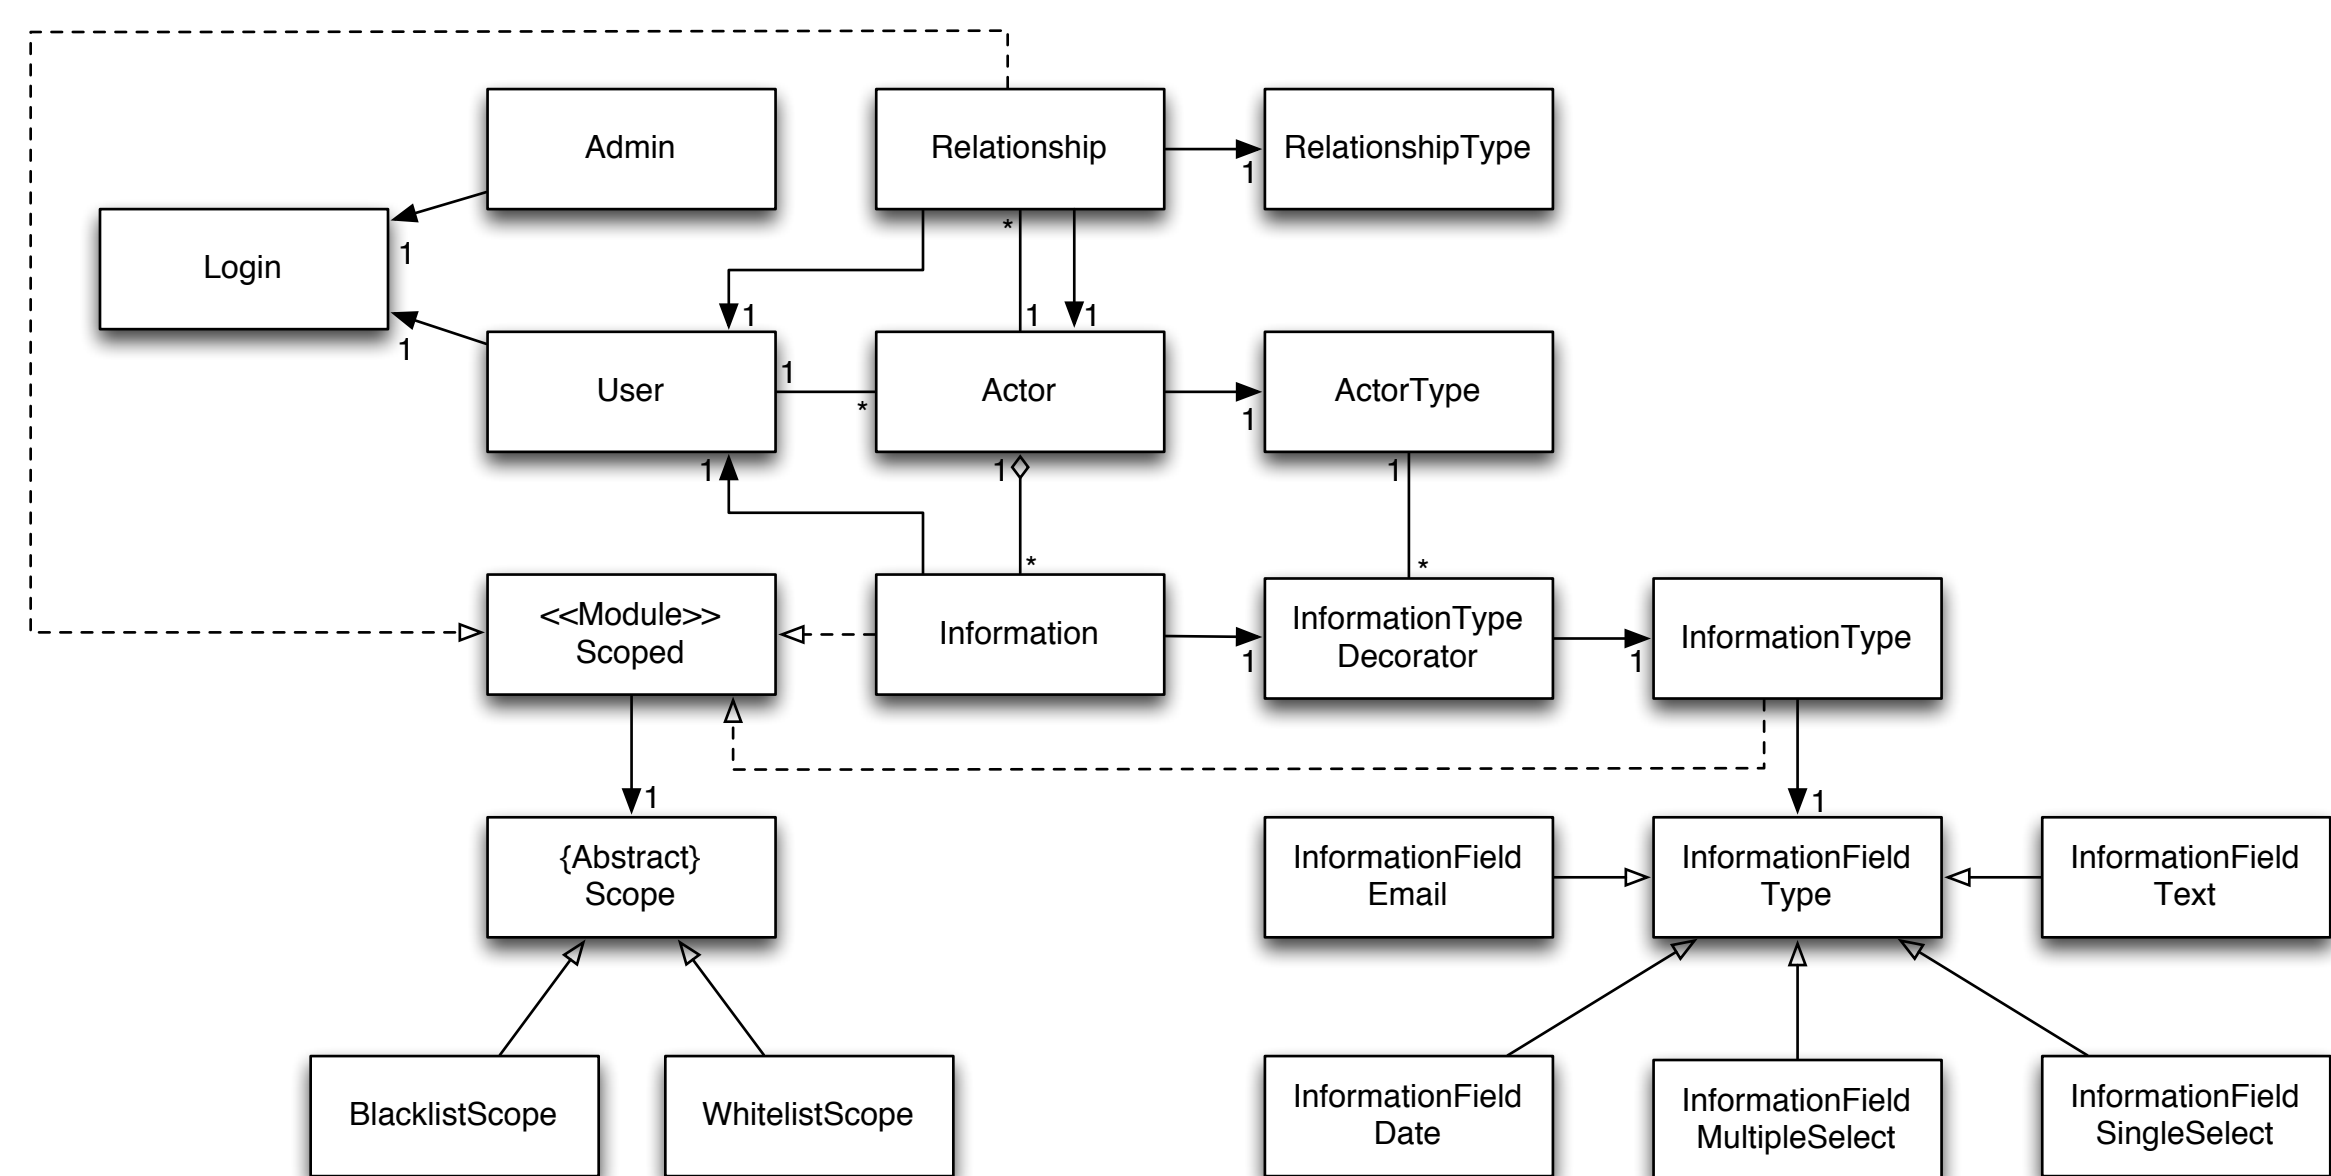 Admin
Relationship
RelationshipType
1
Login
1
*
1
1
1
1
1
User
*
Actor
ActorType
1
1
1
1
*
*
<<Module>>
Scoped
Information
1
InformationType
Decorator
1
InformationType
1
1
{Abstract}
Scope
InformationField
Email
InformationField
Type
InformationField
Text
BlacklistScope
WhitelistScope
InformationField
Date
InformationField
MultipleSelect
InformationField
SingleSelect